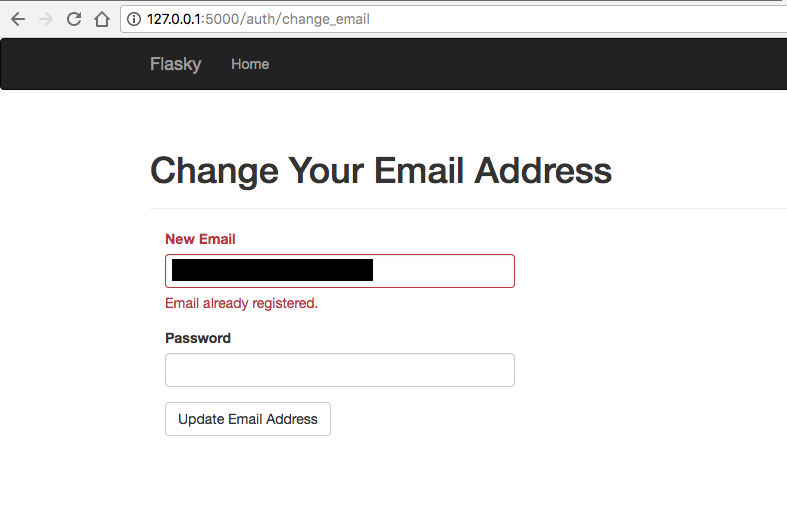 127.0.0.1:5000/auth/change_email
Flasky Home
Change Your Email Address
New Email
Email already registered.
Password
Update Email Address